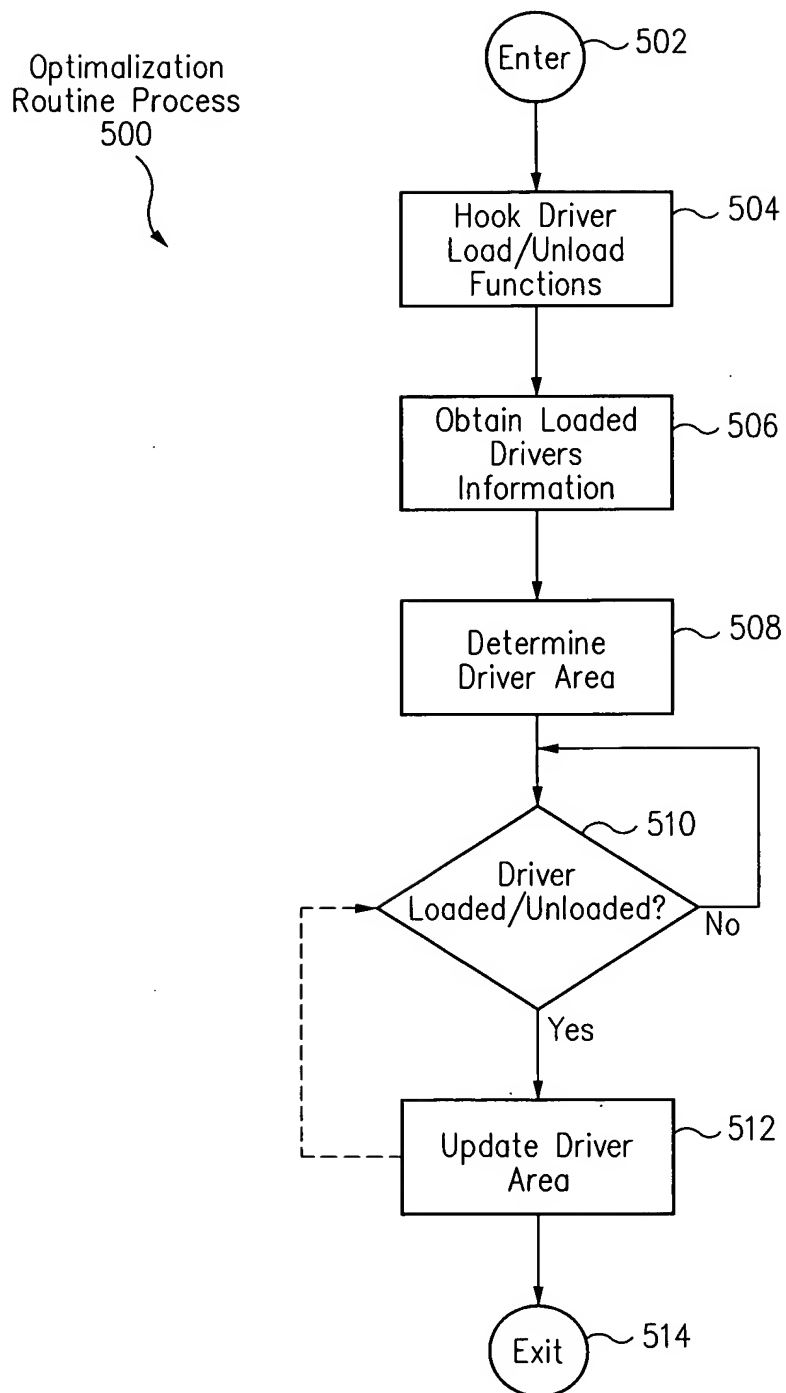 Optimalization
Routine Process
500
Enter
502
Hook Driver
Load/Unload
Functions
504
Obtain Loaded
Drivers
Information
506
Determine
Driver Area
508
Driver
Loaded/Unloaded?
510
No
Yes
Update Driver
Area
512
Exit
514